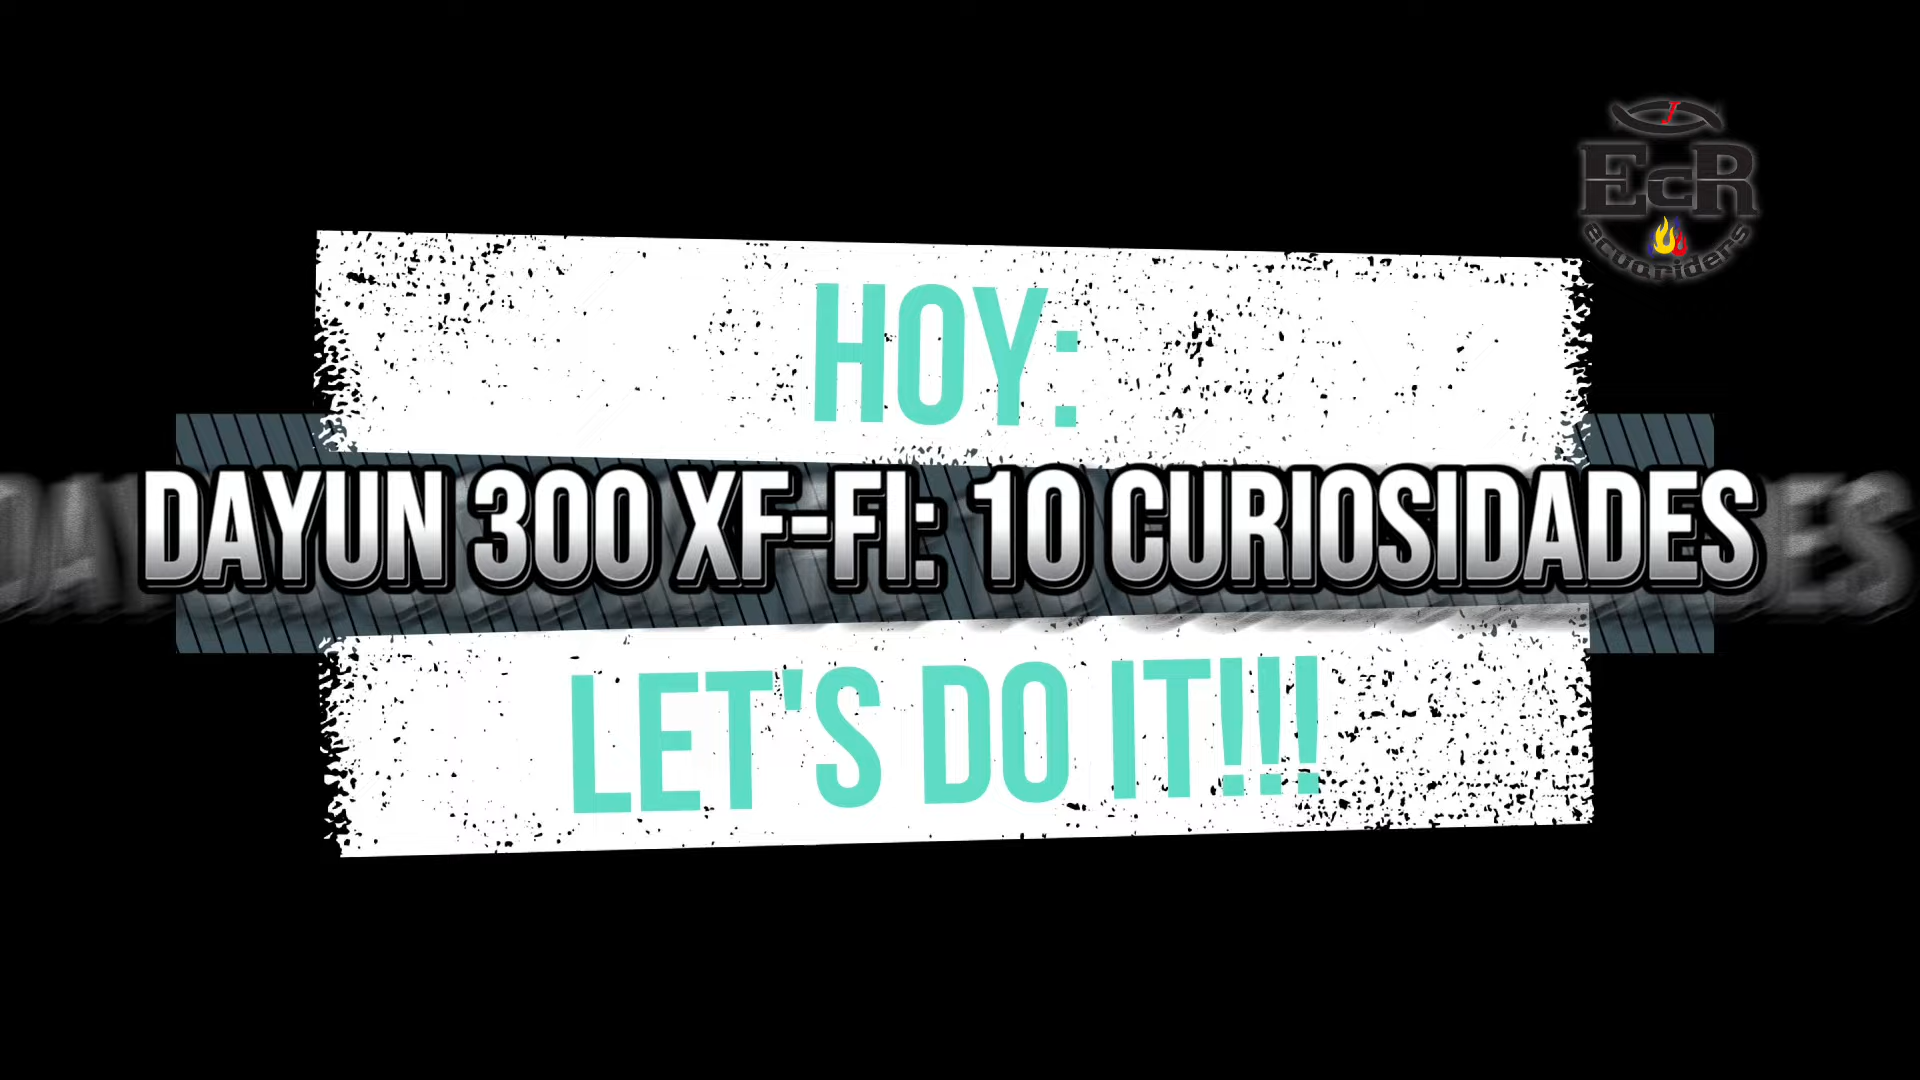 J
EcR
ecuariders
HOY:
DAYUN 300 XF-FI: 10 CURIOSIDADES
LET'S DO IT!!!